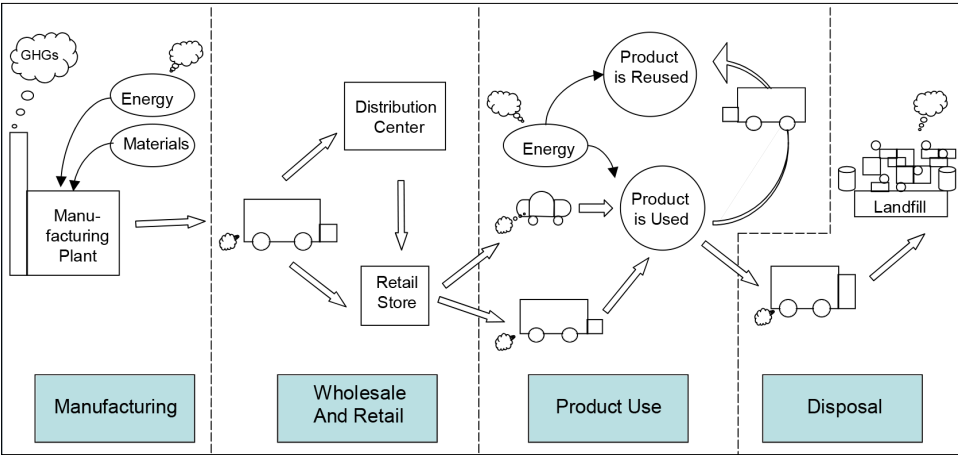 GHGs
Energy
Materials
Manu-
facturing
Plant
Distribution
Center
Retail
Store
Product
is Reused
Energy
Product
is Used
Landfill
Manufacturing
Wholesale
And Retail
Product Use
Disposal